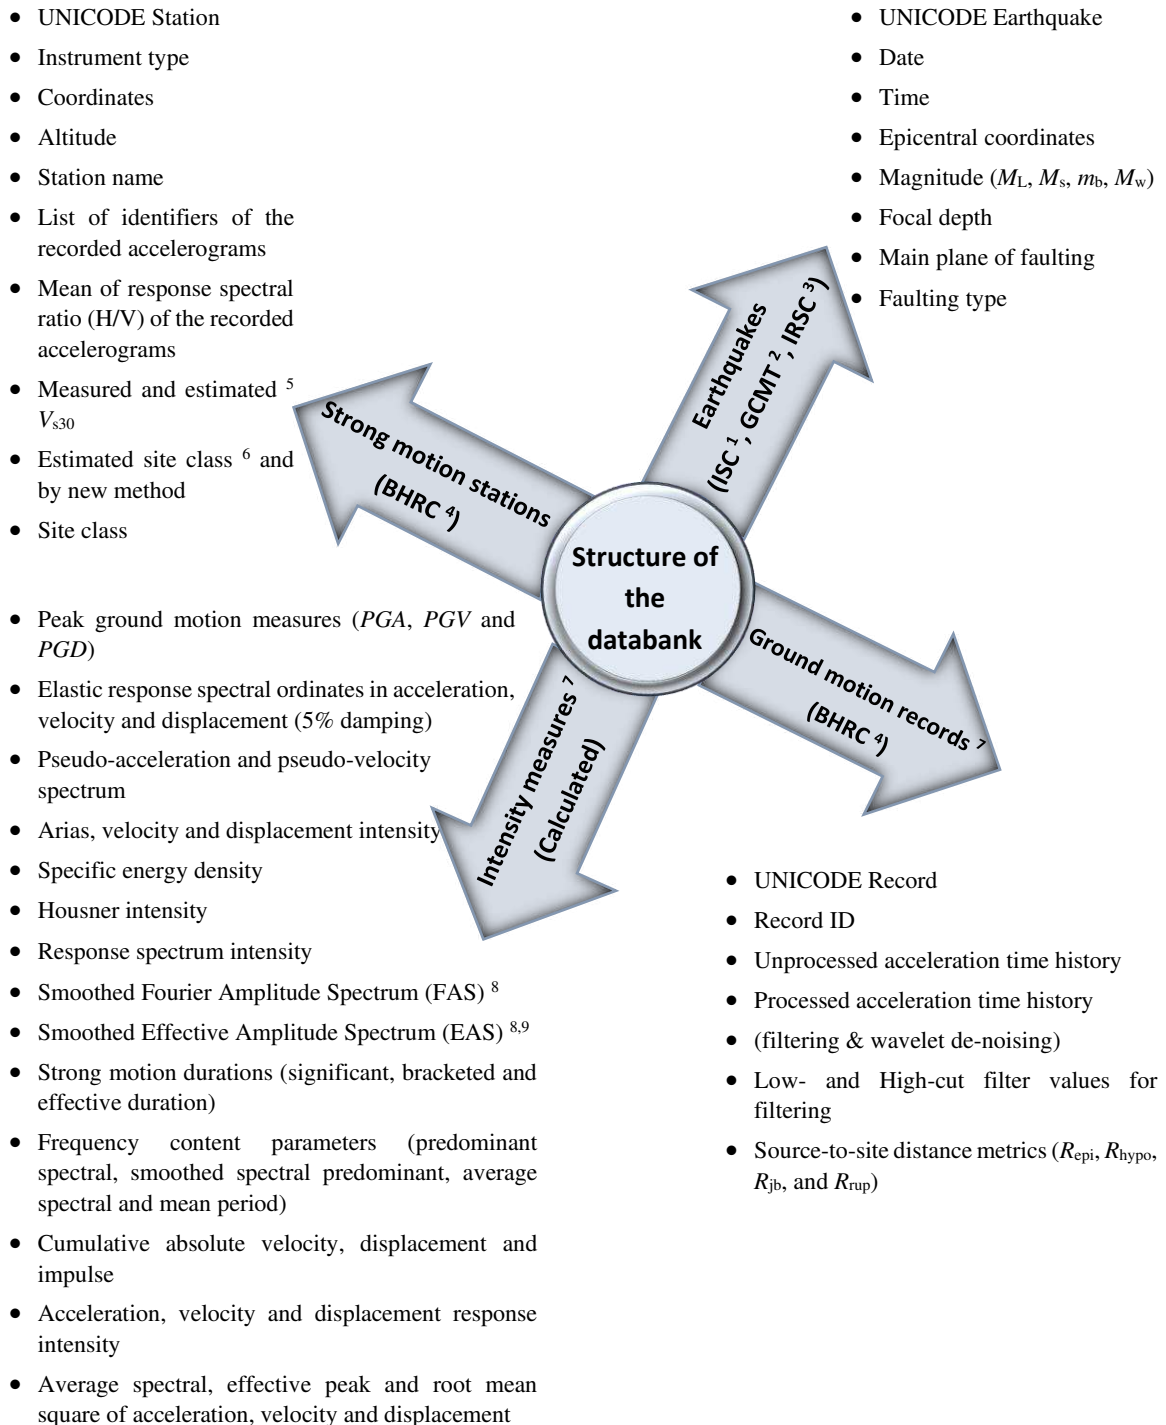 • UNICODE Station
• Instrument type
• Coordinates
• Altitude
• Station name
• List of identifiers of the
recorded accelerograms
• Mean of response spectral
ratio (H/V) of the recorded
accelerograms
• Measured and estimated ⁵
Vs30
• Estimated site class ⁶ and
by new method
• Site class
• UNICODE Earthquake
• Date
• Time
• Epicentral coordinates
• Magnitude (ML, Ms, mb, Mw)
• Focal depth
• Main plane of faulting
• Faulting type
Strong motion stations
(BHRC ⁴)
Earthquakes
(ISC ¹, GCMT ², IRSC ³)
Structure of
the
databank
Ground motion records ⁷
(BHRC ⁴)
Intensity measures ⁷
(Calculated)
• Peak ground motion measures (PGA, PGV and
PGD)
• Elastic response spectral ordinates in acceleration,
velocity and displacement (5% damping)
• Pseudo-acceleration and pseudo-velocity
spectrum
• Arias, velocity and displacement intensity
• Specific energy density
• Housner intensity
• Response spectrum intensity
• Smoothed Fourier Amplitude Spectrum (FAS) ⁸
• Smoothed Effective Amplitude Spectrum (EAS) ⁸,⁹
• Strong motion durations (significant, bracketed and
effective duration)
• Frequency content parameters (predominant
spectral, smoothed spectral predominant, average
spectral and mean period)
• Cumulative absolute velocity, displacement and
impulse
• Acceleration, velocity and displacement response
intensity
• Average spectral, effective peak and root mean
square of acceleration, velocity and displacement
• UNICODE Record
• Record ID
• Unprocessed acceleration time history
• Processed acceleration time history
• (filtering & wavelet de-noising)
• Low- and High-cut filter values for
filtering
• Source-to-site distance metrics (Repi, Rhypo,
Rjb, and Rrup)